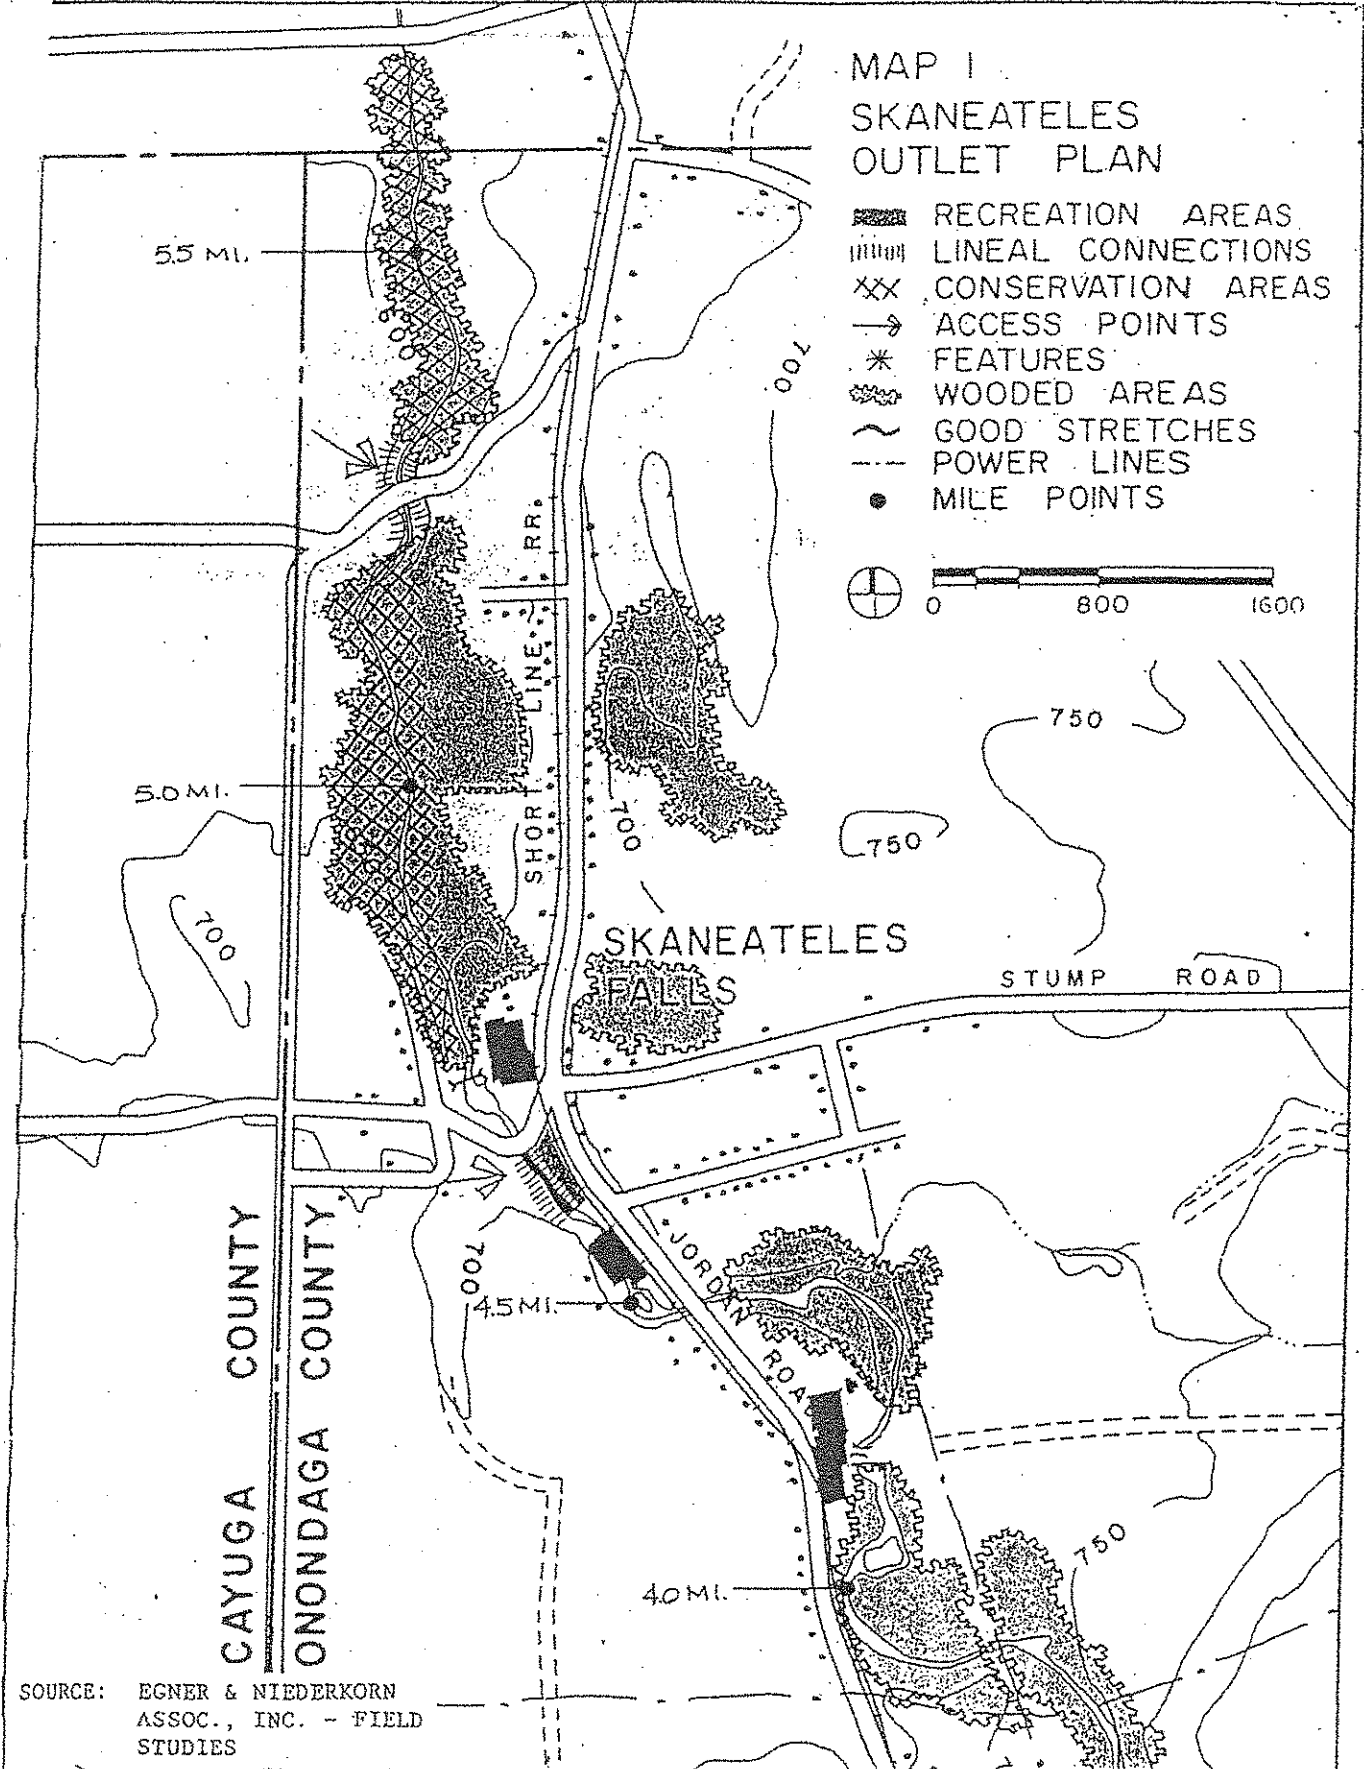 MAP 1
SKANEATELES
OUTLET PLAN
RECREATION AREAS
LINEAL CONNECTIONS
CONSERVATION AREAS
ACCESS POINTS
FEATURES
WOODED AREAS
GOOD STRETCHES
POWER LINES
MILE POINTS
0 800 1600
5.5 MI.
700
SHORT LINE RR.
750
5.0 MI.
700
750
700
SKANEATELES
FALLS
STUMP ROAD
JORDAN ROAD
700
4.5 MI.
CAYUGA COUNTY
ONONDAGA COUNTY
750
4.0 MI.
SOURCE: EGNER & NIEDERKORN
ASSOC., INC. - FIELD
STUDIES